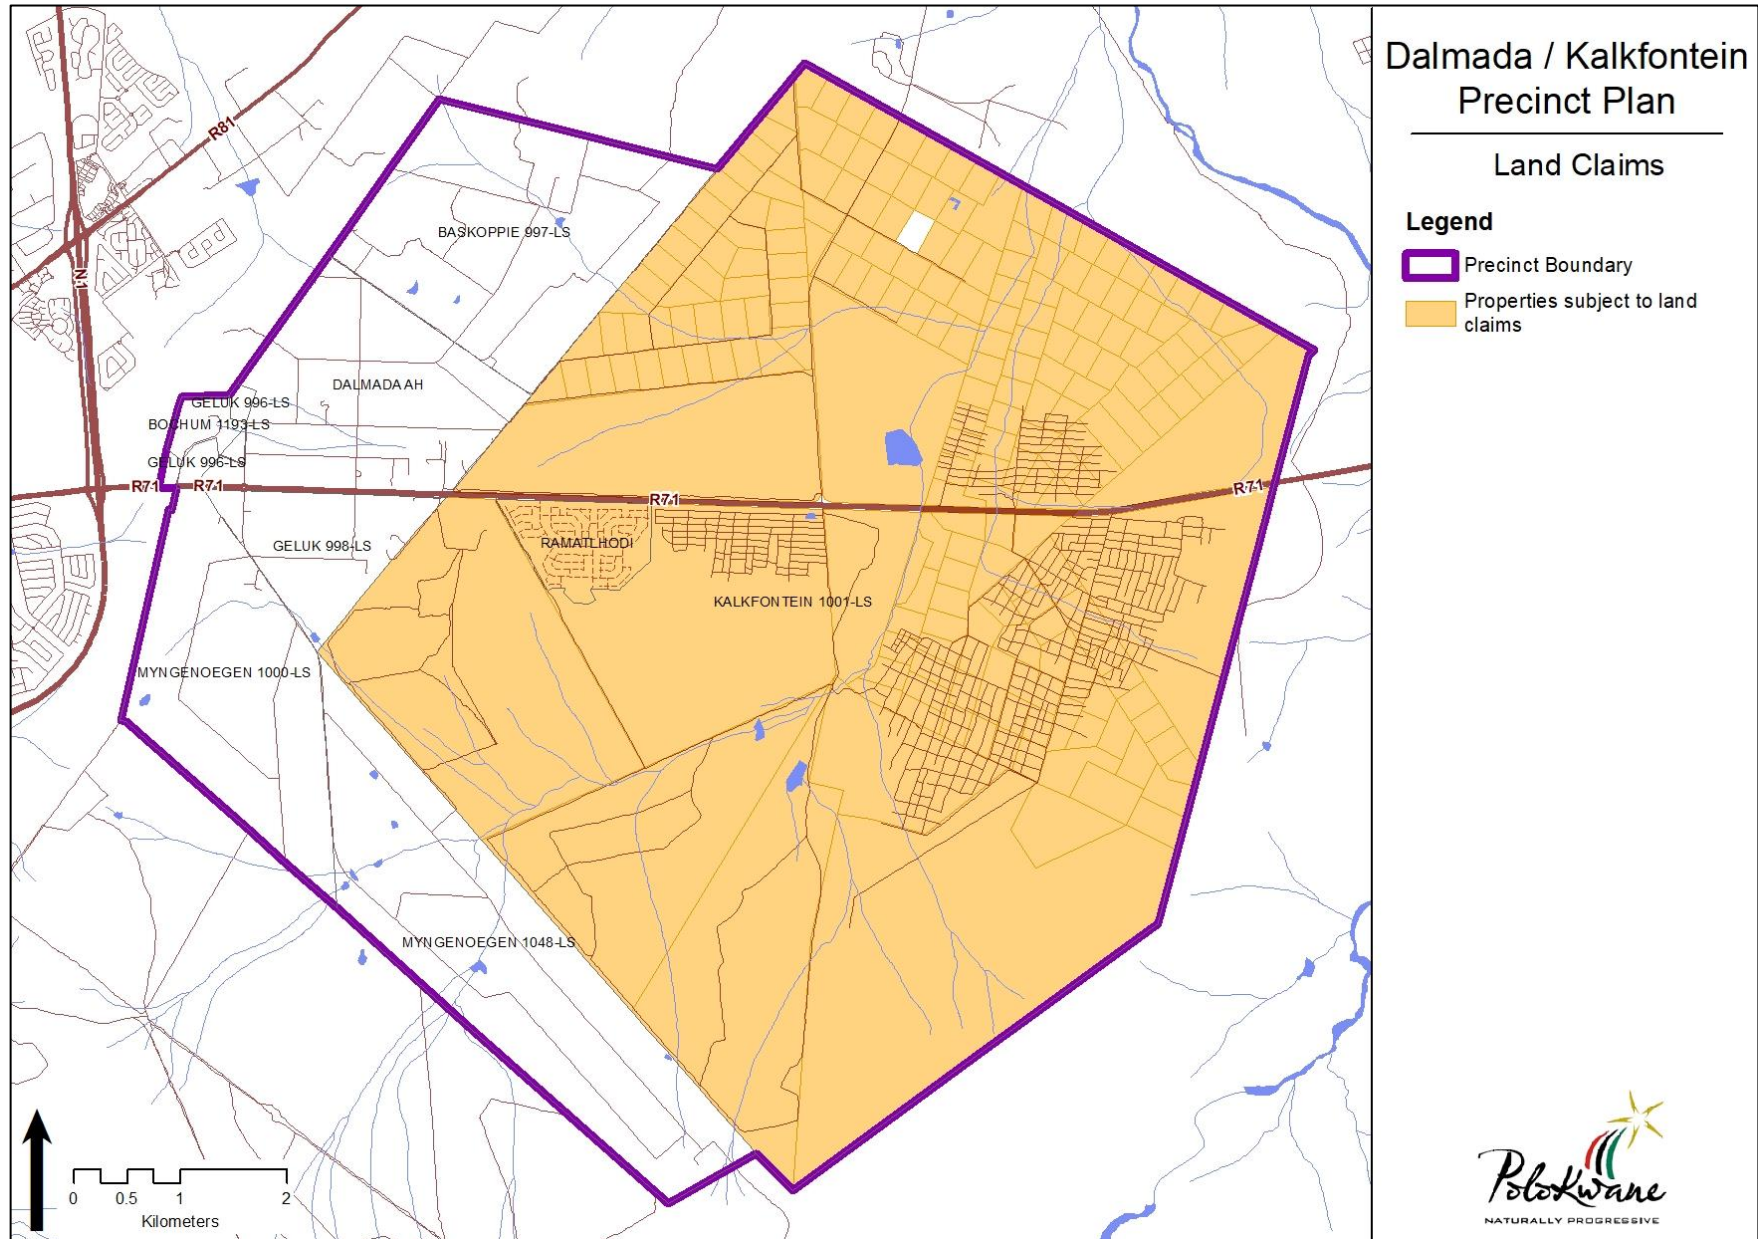 Dalmada / Kalkfontein
Precinct Plan
Land Claims
Legend
Precinct Boundary
Properties subject to land
claims
R81
N1
BASKOPPIE 997-LS
DALMADA AH
GELUK 996-LS
BOCHUM 1193-LS
GELUK 996-LS
R71
R71
R71
R71
GELUK 998-LS
RAMATLHODI
KALKFONTEIN 1001-LS
MYNGENOEGEN 1000-LS
MYNGENOEGEN 1048-LS
0 0.5 1 2
Kilometers
Polokwane
NATURALLY PROGRESSIVE